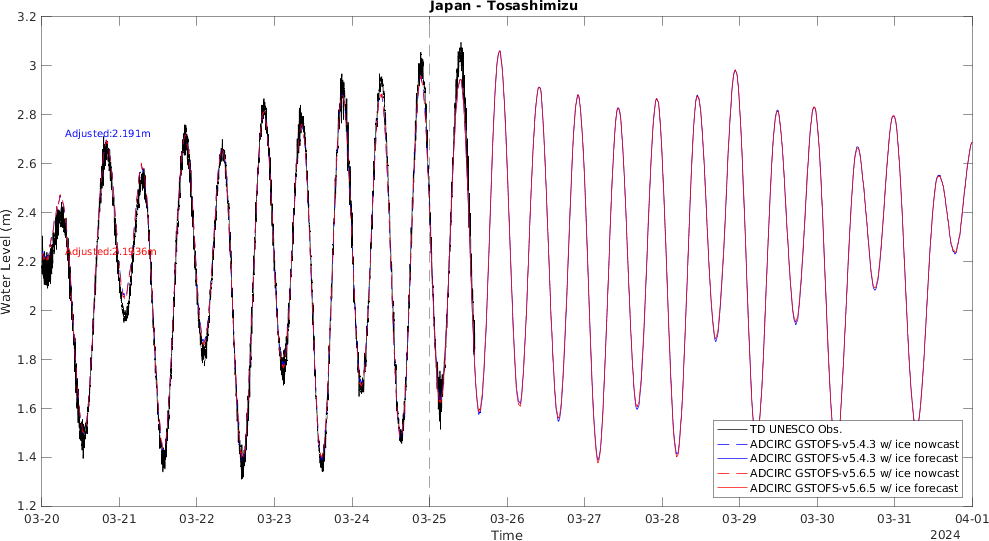 Japan - Tosashimizu
3.2
3
2.8
2.6
2.4
2.2
2
1.8
1.6
1.4
1.2
Water Level (m)
Adjusted:2.191m
Adjusted:2.1936m
TD UNESCO Obs.
ADCIRC GSTOFS-v5.4.3 w/ ice nowcast
ADCIRC GSTOFS-v5.4.3 w/ ice forecast
ADCIRC GSTOFS-v5.6.5 w/ ice nowcast
ADCIRC GSTOFS-v5.6.5 w/ ice forecast
03-20 03-21 03-22 03-23 03-24 03-25 03-26 03-27 03-28 03-29 03-30 03-31 04-01
Time
2024